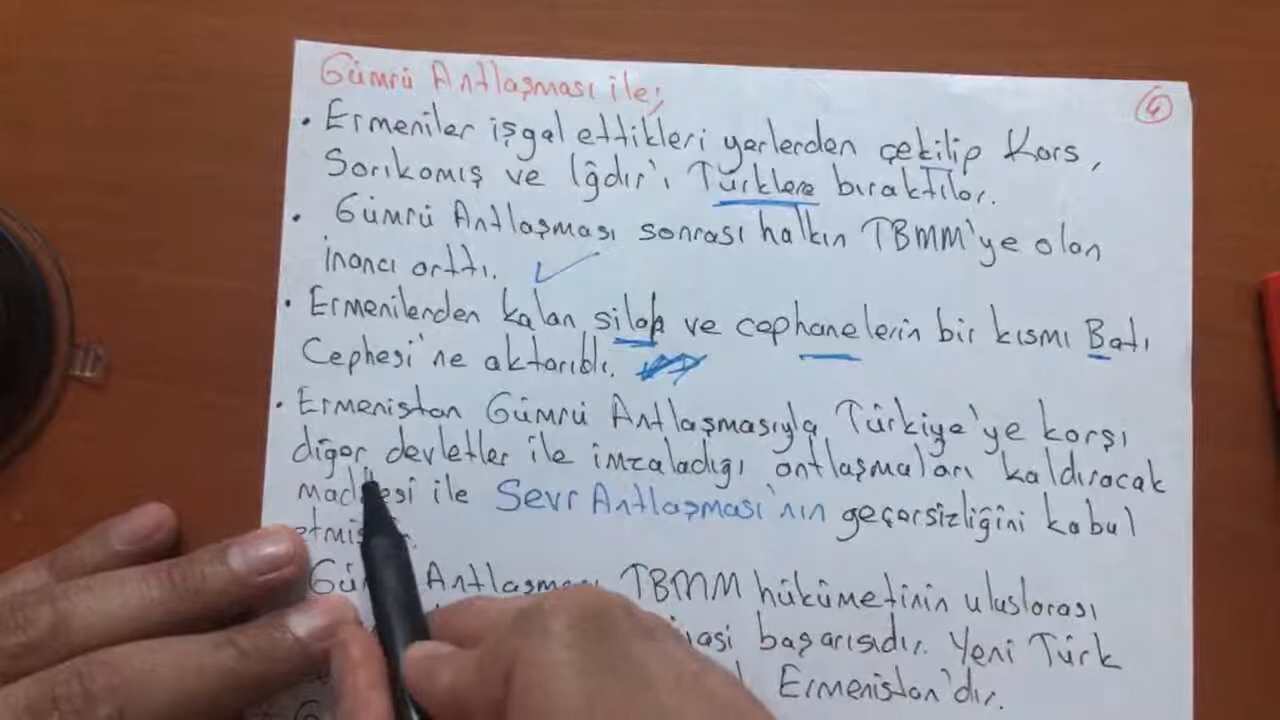 Gümrü Antlaşması ile;
4
• Ermeniler işgal ettikleri yerlerden çekilip Kars,
Sarıkamış ve Iğdır'ı Türklere bıraktılar.
• Gümrü Antlaşması sonrası halkın TBMM'ye olan
inancı arttı.
• Ermenilerden kalan silah ve cephanelerin bir kısmı Batı
Cephesi'ne aktarıldı.
• Ermenistan Gümrü Antlaşmasıyla Türkiye'ye karşı
diğer devletler ile imzaladığı antlaşmaları kaldıracak
ile Sevr Antlaşması'nın geçersizliğini kabul
Antlaşması TBMM hükümetinin uluslarası
başarısıdır. Yeni Türk
Ermenistan'dır.